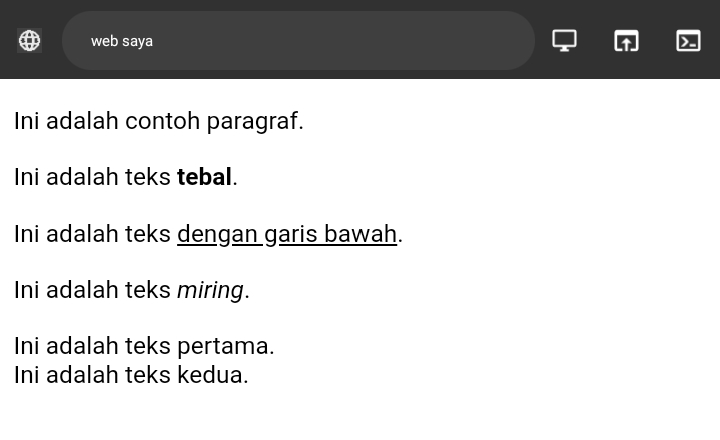 web saya
Ini adalah contoh paragraf.
Ini adalah teks tebal.
Ini adalah teks dengan garis bawah.
Ini adalah teks miring.
Ini adalah teks pertama.
Ini adalah teks kedua.